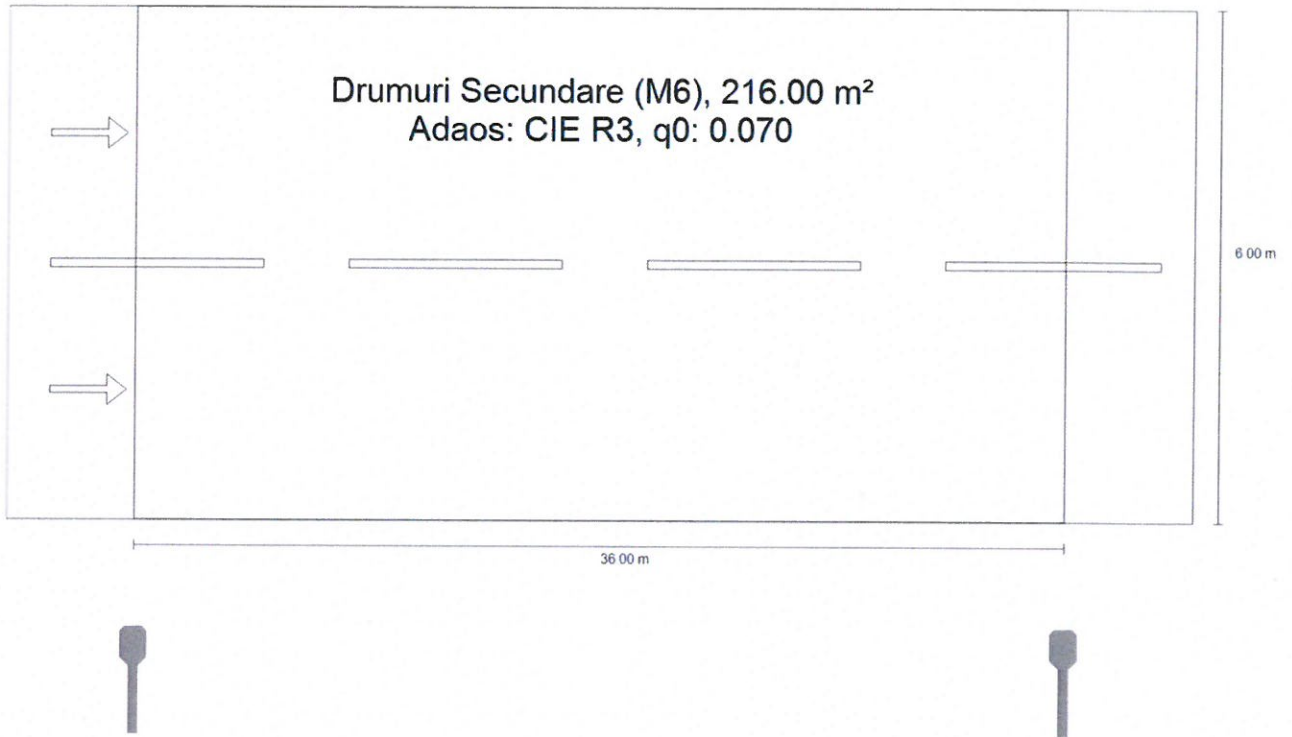 Drumuri Secundare (M6), 216.00 m²
Adaos: CIE R3, q0: 0.070
6 00 m
36 00 m